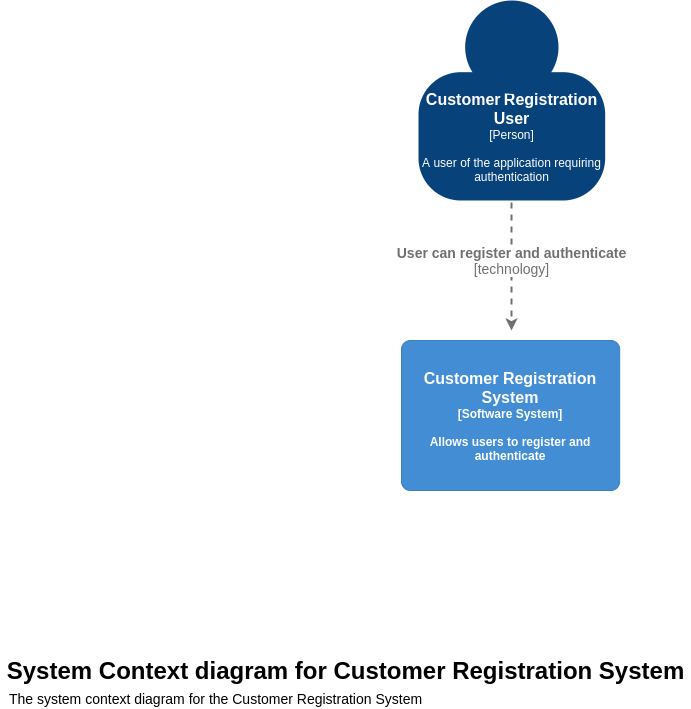 Customer Registration
User
[Person]
A user of the application requiring
authentication
User can register and authenticate
[technology]
Customer Registration
System
[Software System]
Allows users to register and
authenticate
System Context diagram for Customer Registration System
The system context diagram for the Customer Registration System